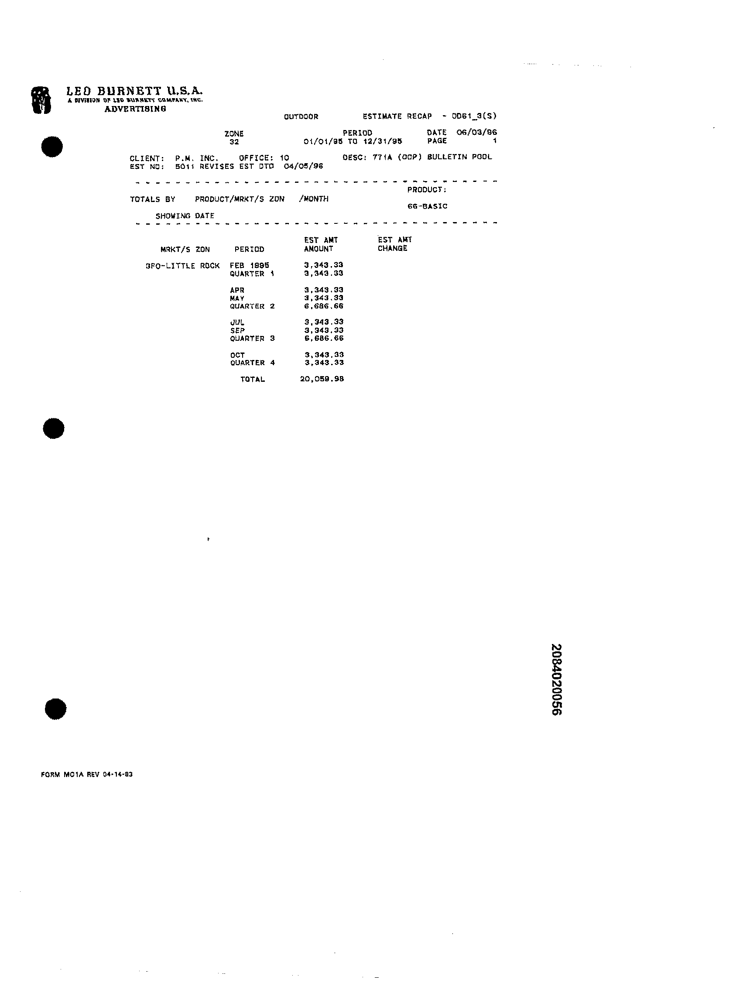 LEO BURNETT U.S.A.
A DIVISION OF LEO BURNETT COMPANY, INC.
ADVERTISING
OUTDOOR ESTIMATE RECAP - OD61_3(S)
ZONE PERIOD DATE 06/03/96
32 01/01/95 TO 12/31/95 PAGE 1
CLIENT: P.M. INC. OFFICE: 10 DESC: 771A (OOP) BULLETIN POOL
EST NO: 5011 REVISES EST DTD 04/05/96
PRODUCT:
TOTALS BY PRODUCT/MRKT/S ZON /MONTH
66-BASIC
SHOWING DATE
EST AMT EST AMT
MRKT/S ZON PERIOD AMOUNT CHANGE
3FO-LITTLE ROCK FEB 1995 3,343.33
QUARTER 1 3,343.33
APR 3,343.33
MAY 3,343.33
QUARTER 2 6,686.66
JUL 3,343.33
SEP 3,343.33
QUARTER 3 6,686.66
OCT 3,343.33
QUARTER 4 3,343.33
TOTAL 20,059.98
2084020056
FORM MO1A REV 04-14-83